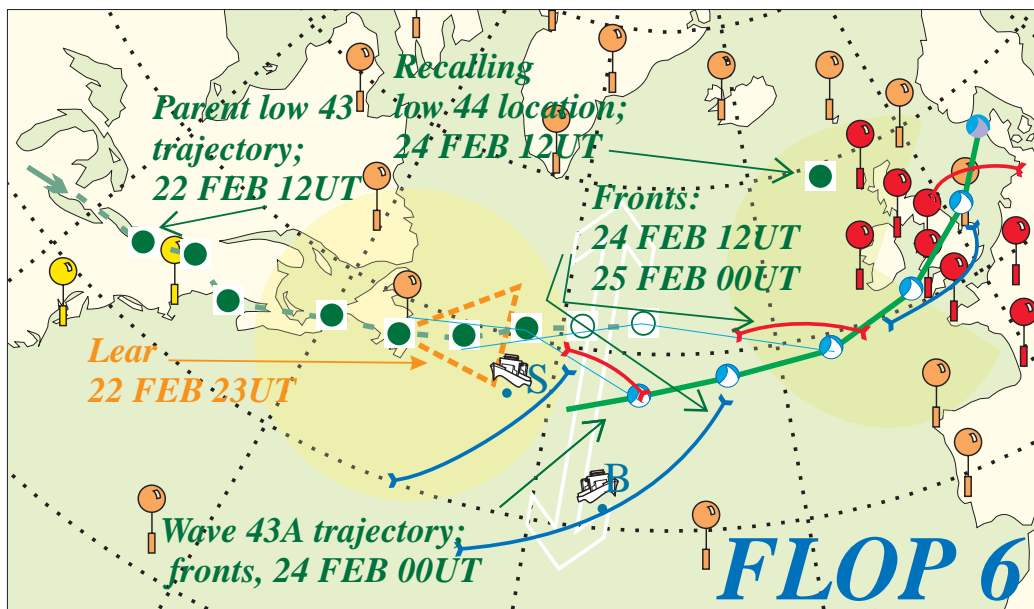 Recalling
low 44 location;
24 FEB 12UT
Parent low 43
trajectory;
22 FEB 12UT
Fronts:
24 FEB 12UT
25 FEB 00UT
Lear
22 FEB 23UT
S
B
Wave 43A trajectory;
fronts, 24 FEB 00UT
FLOP 6